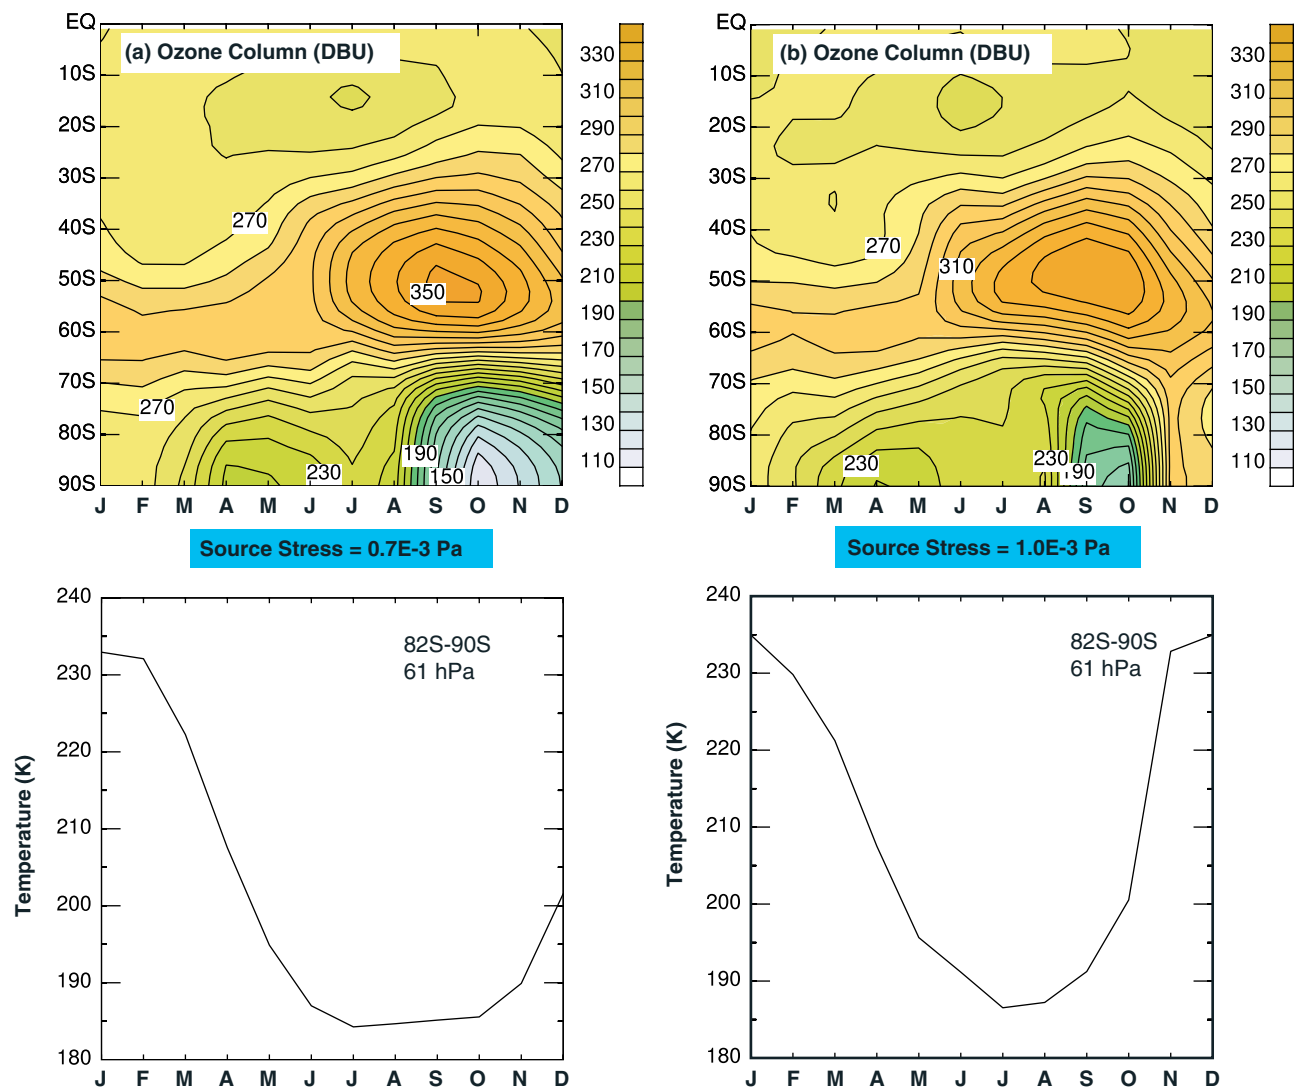 (a) Ozone Column (DBU)
EQ
10S
20S
30S
40S
50S
60S
70S
80S
90S
270
350
270
230
190
150
J F M A M J J A S O N D
330
310
290
270
250
230
210
190
170
150
130
110
(b) Ozone Column (DBU)
EQ
10S
20S
30S
40S
50S
60S
70S
80S
90S
270
310
230
230
190
J F M A M J J A S O N D
330
310
290
270
250
230
210
190
170
150
130
110
Source Stress = 0.7E-3 Pa
Source Stress = 1.0E-3 Pa
Temperature (K)
240
230
220
210
200
190
180
82S-90S
61 hPa
J F M A M J J A S O N D
Temperature (K)
240
230
220
210
200
190
180
82S-90S
61 hPa
J F M A M J J A S O N D